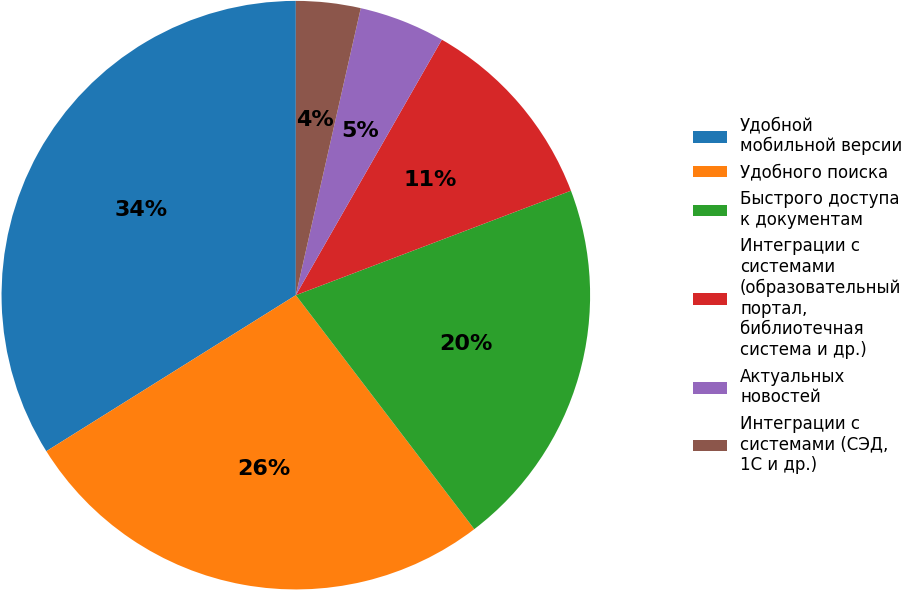 4%
5%
11%
34%
20%
26%
Удобной
мобильной версии
Удобного поиска
Быстрого доступа
к документам
Интеграции с
системами
(образовательный
портал,
библиотечная
система и др.)
Актуальных
новостей
Интеграции с
системами (СЭД,
1С и др.)